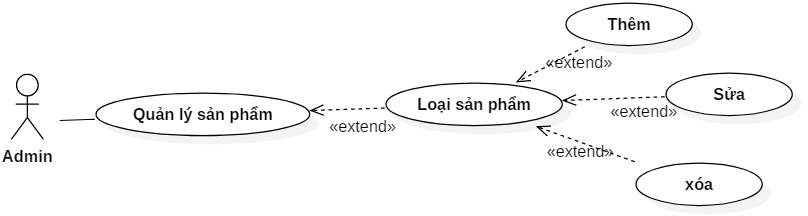 Thêm
«extend»
Loại sản phẩm
Sửa
Quản lý sản phẩm
«extend»
«extend»
Admin
«extend»
xóa